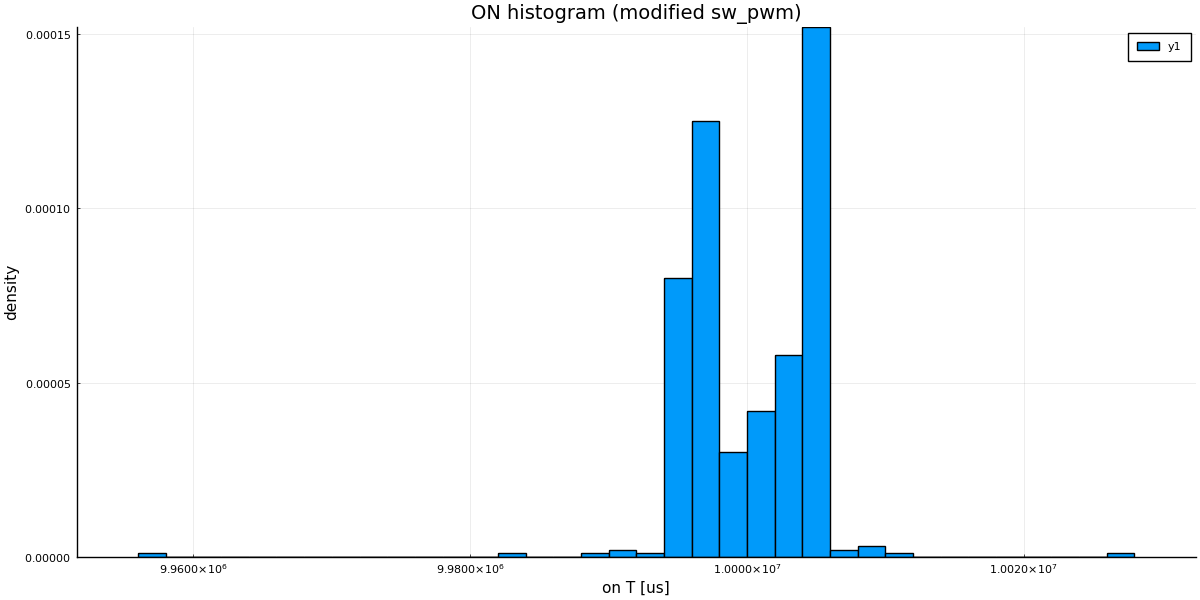 ON histogram (modified sw_pwm)
y1
0.00015
0.00010
density
0.00005
0.00000
9.9600×10⁶ 9.9800×10⁶ 1.0000×10⁷ 1.0020×10⁷
on T [us]